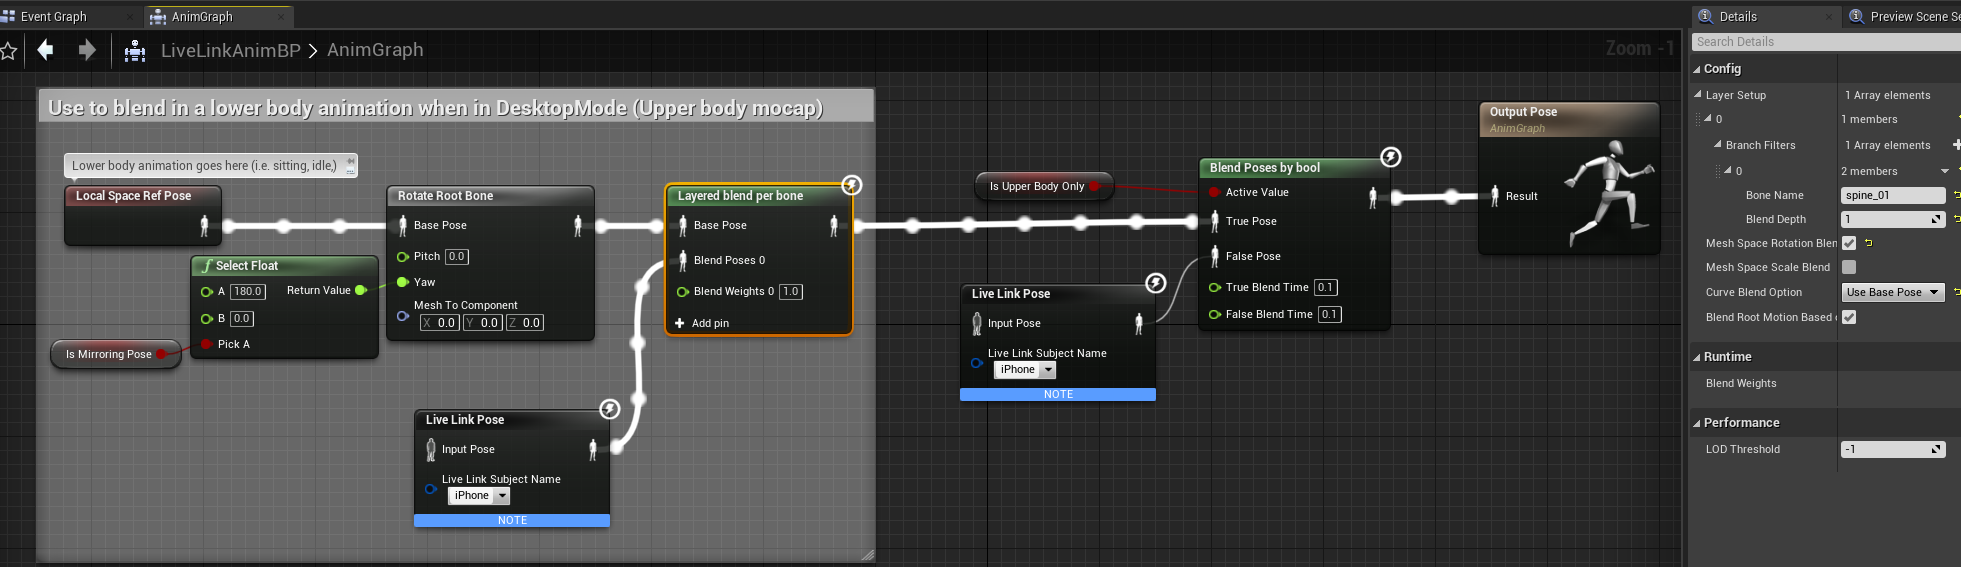 Event Graph
AnimGraph
Details
Preview Scene Se
LiveLinkAnimBP > AnimGraph
Zoom -1
Search Details
Use to blend in a lower body animation when in DesktopMode (Upper body mocap)
Lower body animation goes here (i.e. sitting, idle,)
Local Space Ref Pose
Rotate Root Bone
Base Pose
Pitch 0.0
Yaw
Mesh To Component
X 0.0 Y 0.0 Z 0.0
Select Float
A 180.0
Return Value
B 0.0
Pick A
Is Mirroring Pose
Layered blend per bone
Base Pose
Blend Poses 0
Blend Weights 0 1.0
Add pin
Live Link Pose
Input Pose
Live Link Subject Name
iPhone
NOTE
Is Upper Body Only
Live Link Pose
Input Pose
Live Link Subject Name
iPhone
NOTE
Blend Poses by bool
Active Value
True Pose
False Pose
True Blend Time 0.1
False Blend Time 0.1
Output Pose
AnimGraph
Result
Config
Layer Setup 1 Array elements
0 1 members
Branch Filters 1 Array elements
0 2 members
Bone Name spine_01
Blend Depth 1
Mesh Space Rotation Blen
Mesh Space Scale Blend
Curve Blend Option Use Base Pose
Blend Root Motion Based
Runtime
Blend Weights
Performance
LOD Threshold -1